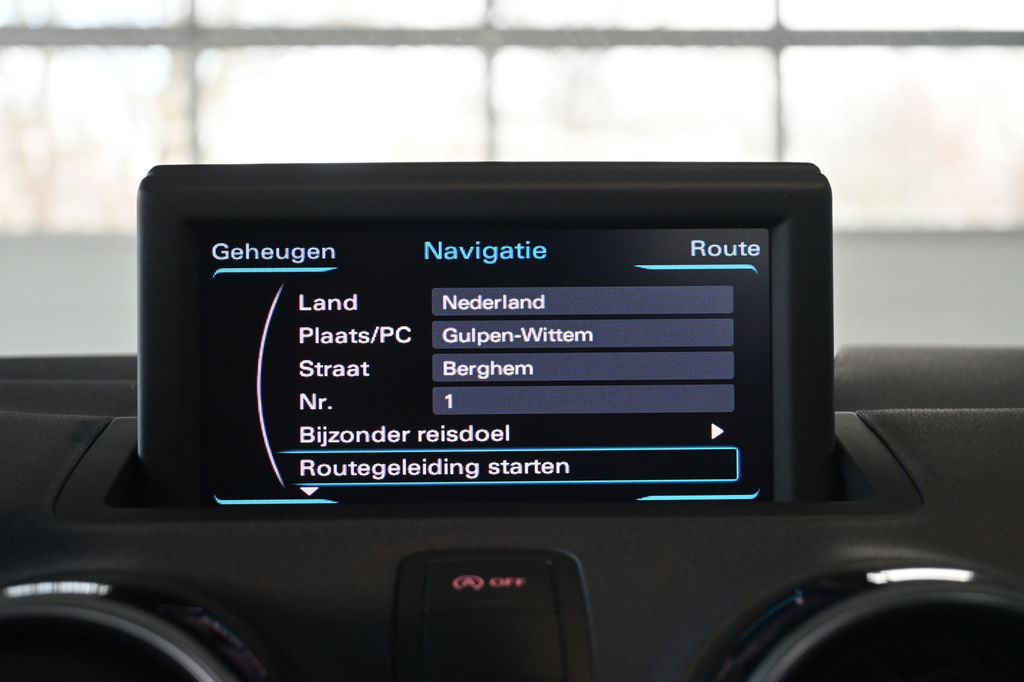 Geheugen Navigatie Route
Land Nederland
Plaats/PC Gulpen-Wittem
Straat Berghem
Nr. 1
Bijzonder reisdoel
Routegeleiding starten
A OFF